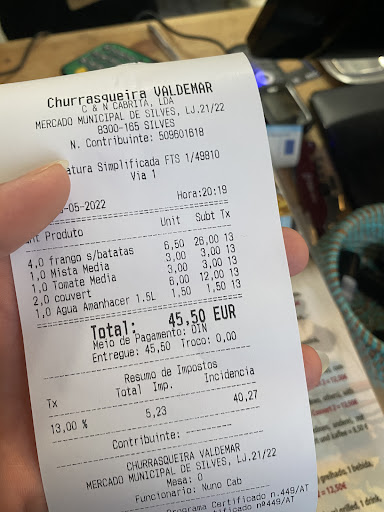 Churrasqueira VALDEMAR
C & N CABRITA, LDA
MERCADO MUNICIPAL DE SILVES, LJ.21/22
8300-165 SILVES
N. Contribuinte: 509601618
Simplificada FTS 1/49810
Via 1
-05-2022 Hora:20:19
Produto Unit Subt Tx
4,0 frango s/batatas 6,50 26,00 13
1,0 Mista Media 3,00 3,00 13
1,0 Tomate Media 3,00 3,00 13
2,0 couvert 6,00 12,00 13
1,0 Agua Amanhacer 1.5L 1,50 1,50 13
Total: 45,50 EUR
Meio de Pagamento: DIN
Entregue: 45,50 Troco: 0,00
Resumo de Impostos
Tx Total Imp. Incidência
13,00 % 5,23 40,27
Contribuinte:
CHURRASQUEIRA VALDEMAR
MERCADO MUNICIPAL DE SILVES, LJ.21/22
Mesa: 0
Funcionario: Nuno Cab
Programa Certificado n.449/AT
Certificado nº449/AT